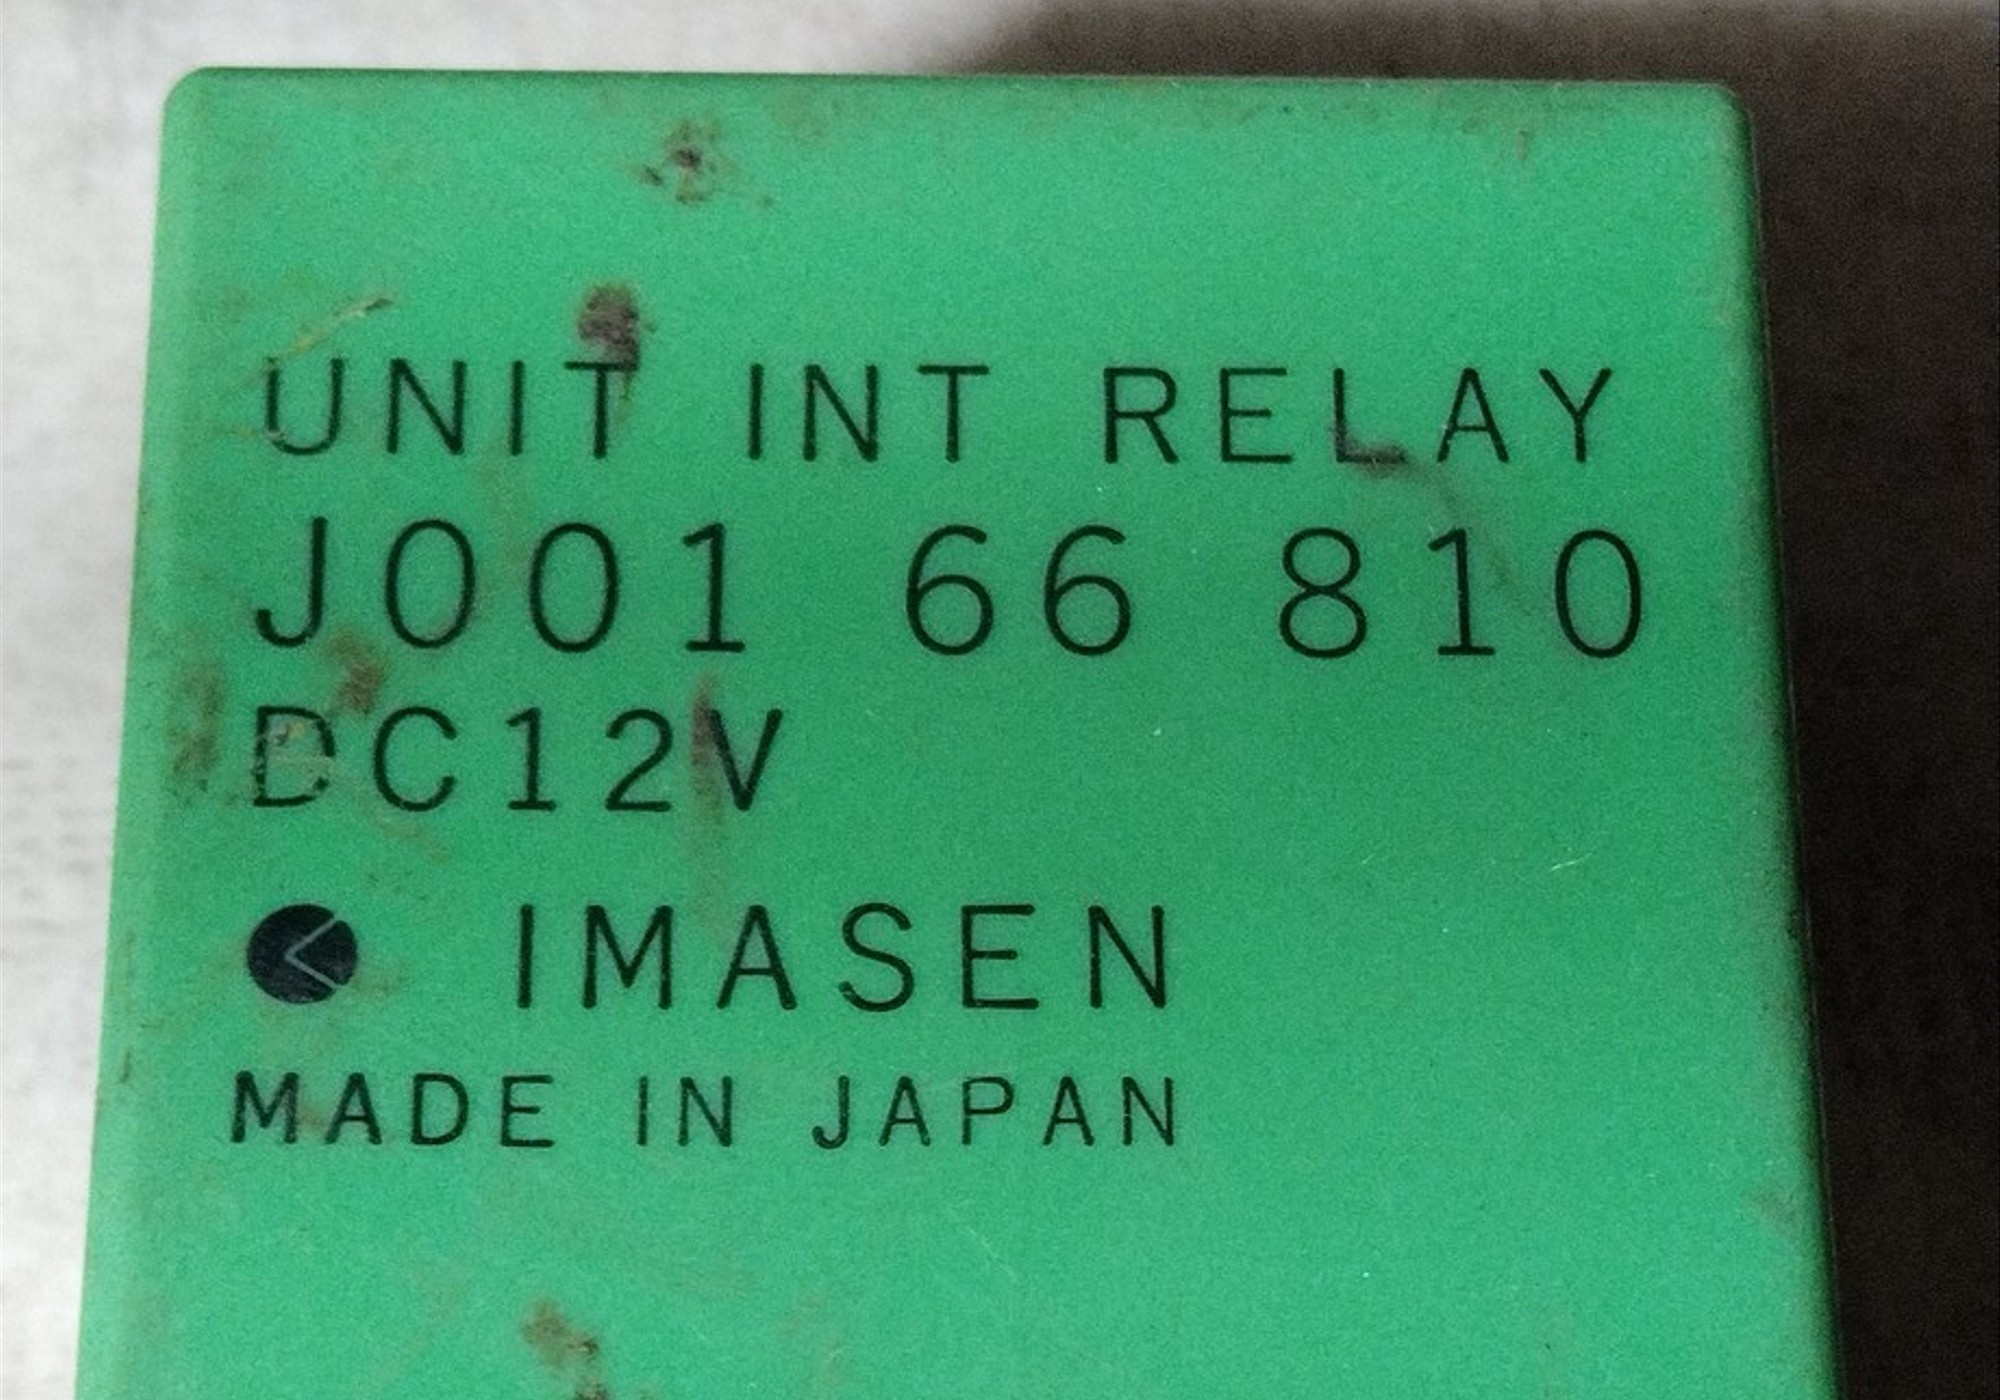 UNIT INT RELAY
J001 66 810
DC12V
IMASEN
MADE IN JAPAN